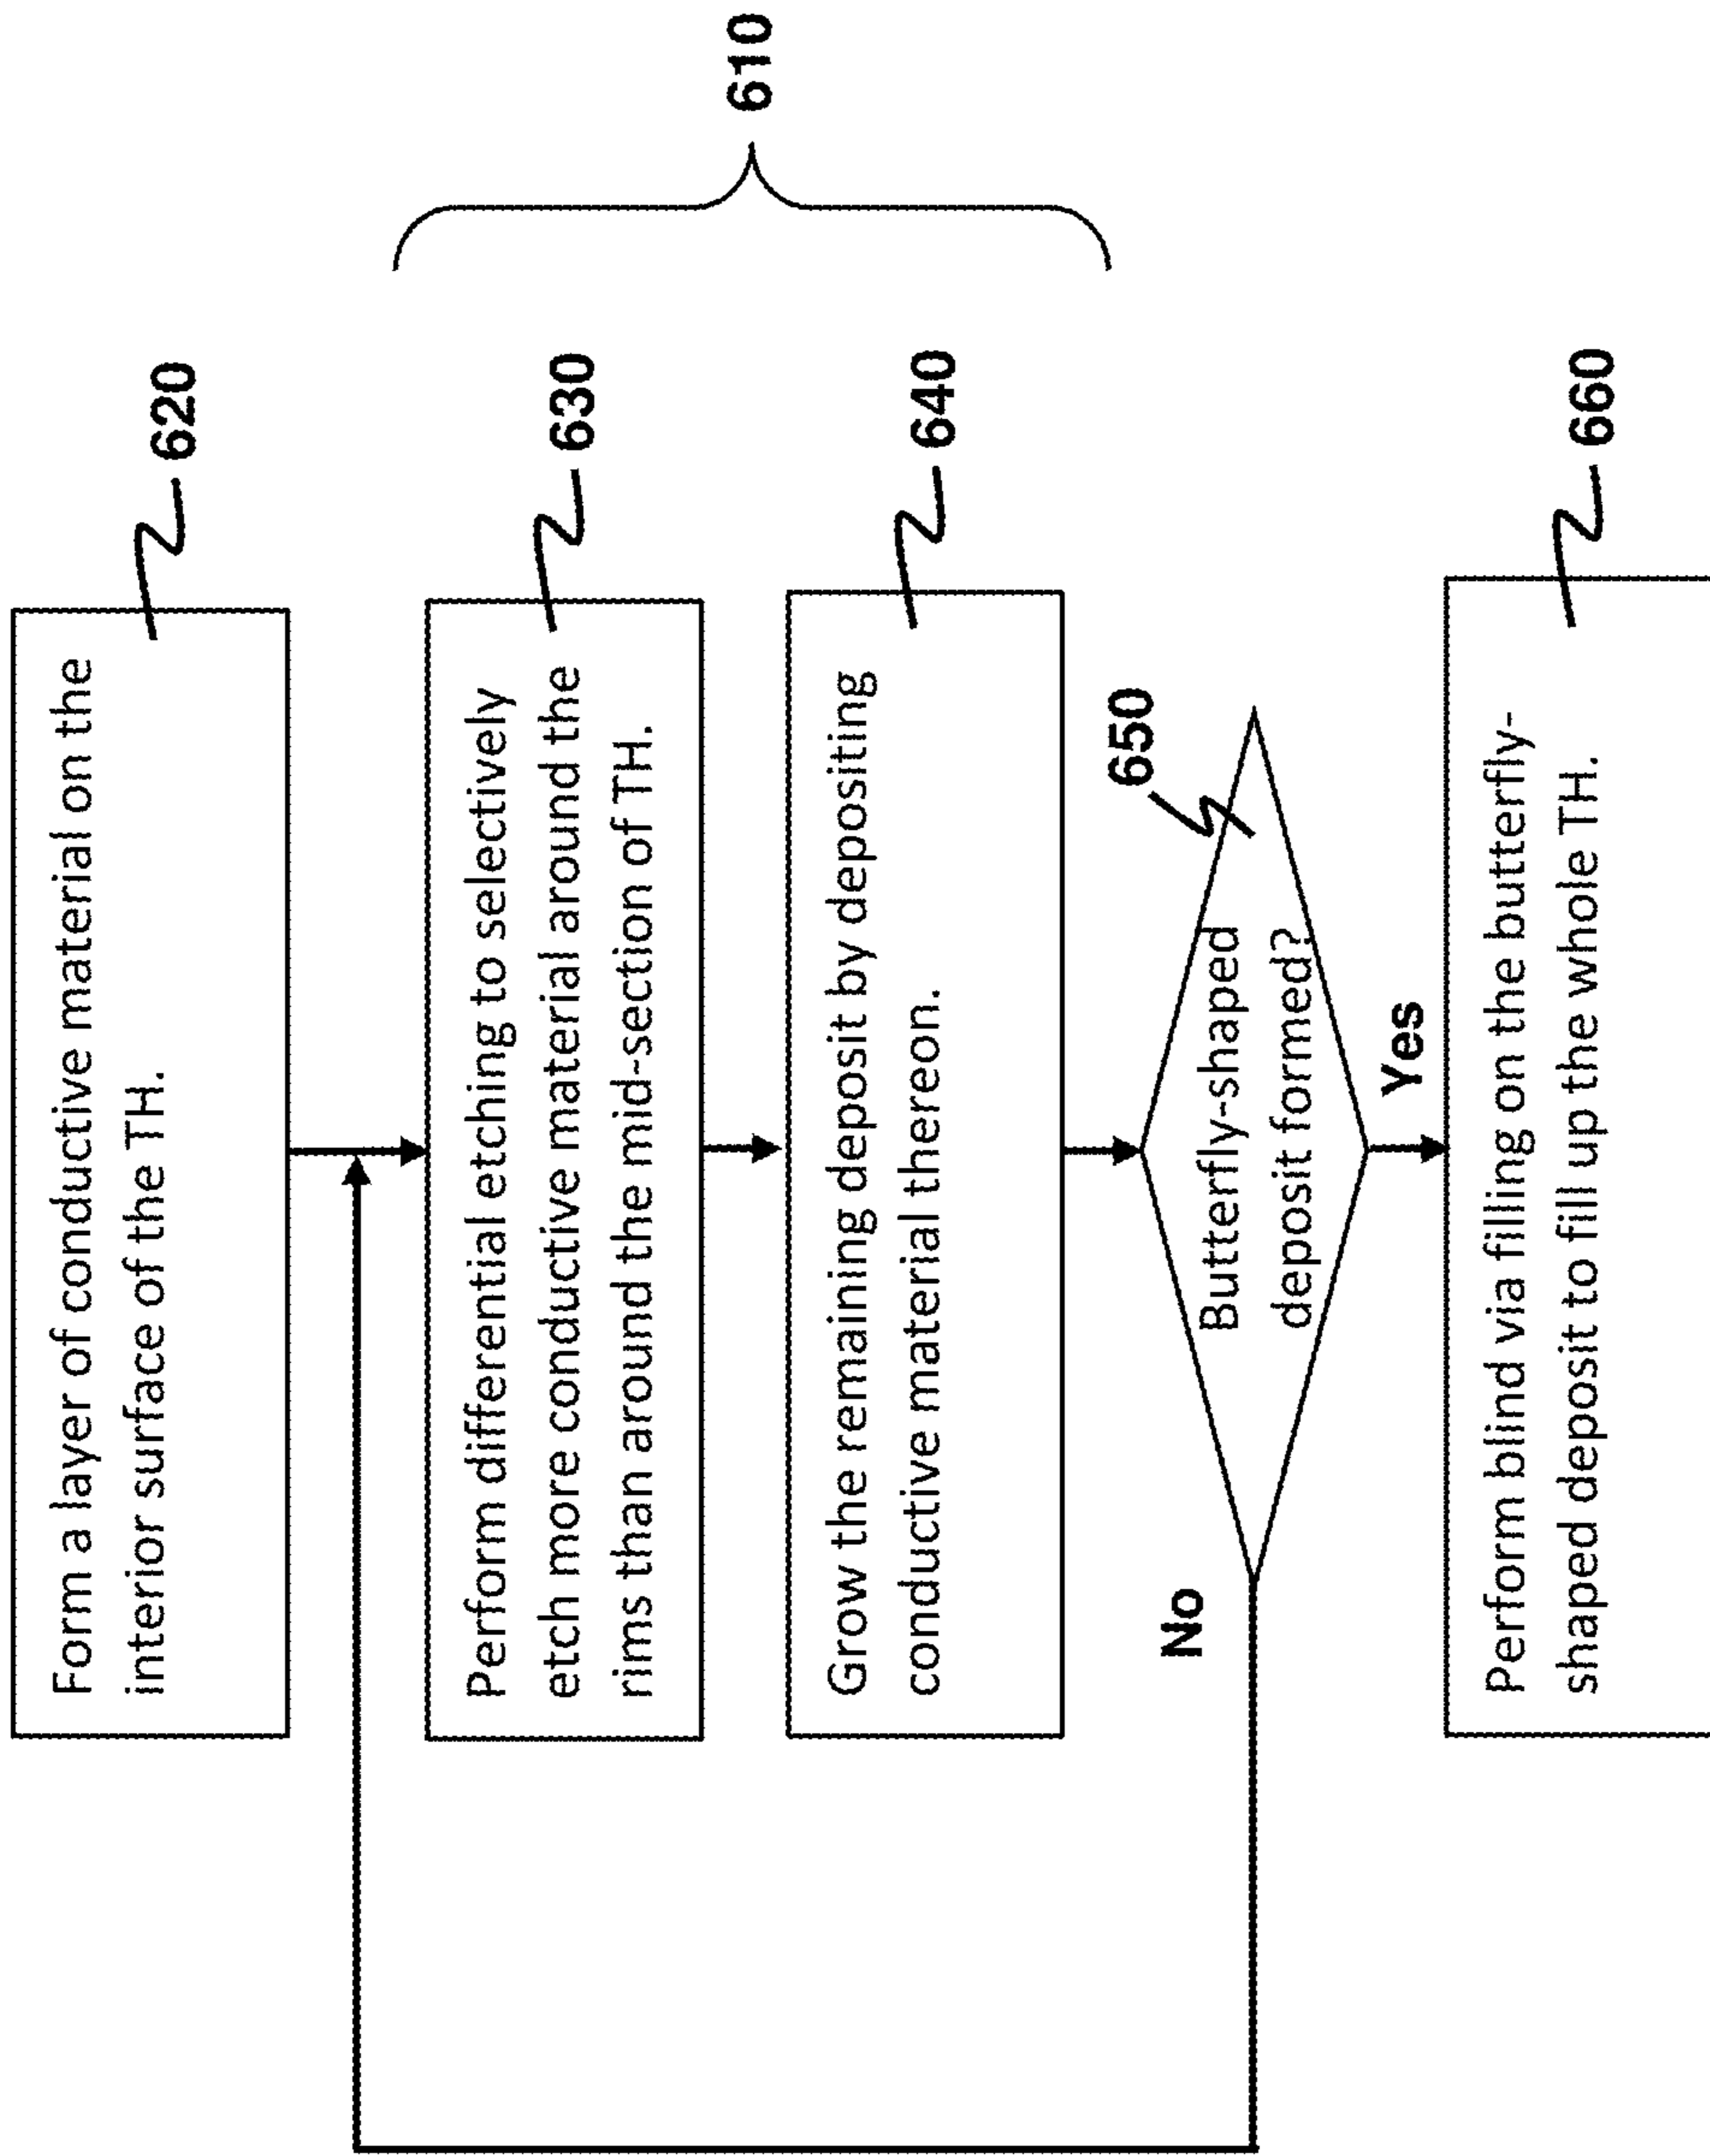 Form a layer of conductive material on the
interior surface of the TH.
620
Perform differential etching to selectively
etch more conductive material around the
rims than around the mid-section of TH.
630
610
Grow the remaining deposit by depositing
conductive material thereon.
640
Butterfly-shaped
deposit formed?
650
No
Yes
Perform blind via filling on the butterfly-
shaped deposit to fill up the whole TH.
660